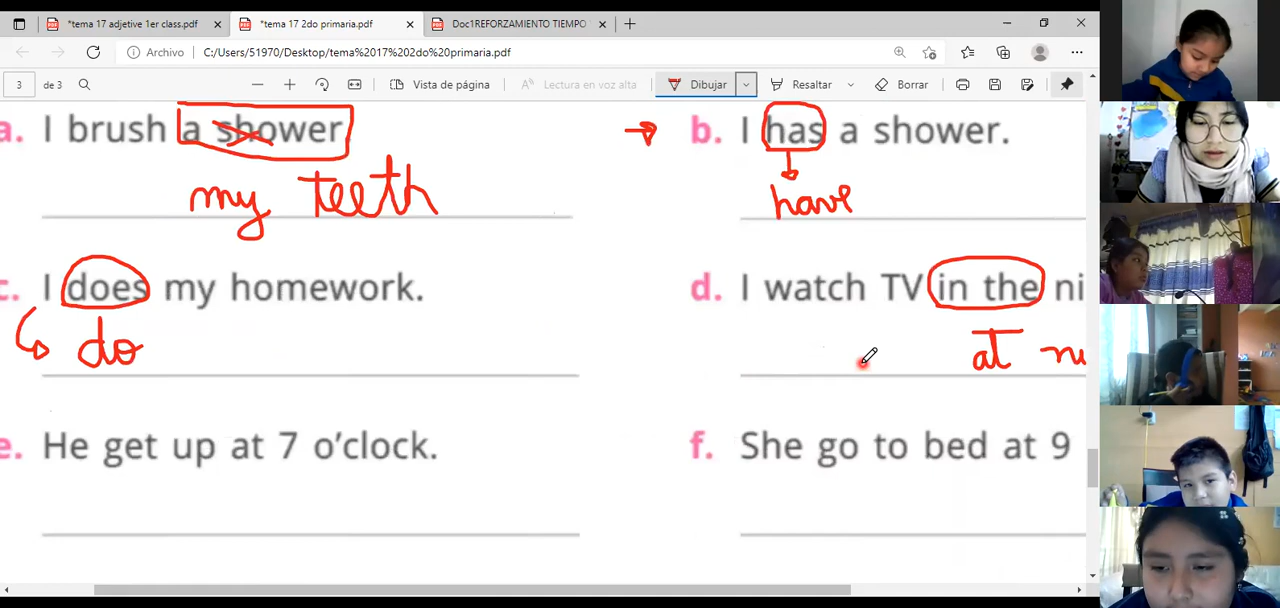 *tema 17 adjetive 1er class.pdf
*tema 17 2do primaria.pdf
Doc1REFORZAMIENTO TIEMPO
Archivo
C:/Users/51970/Desktop/tema%2017%202do%20primaria.pdf
3 de 3
Vista de página
Lectura en voz alta
Dibujar
Resaltar
Borrar
a. I brush a shower
my teeth
b. I has a shower.
have
c. I does my homework.
do
d. I watch TV in the ni
at
e. He get up at 7 o'clock.
f. She go to bed at 9